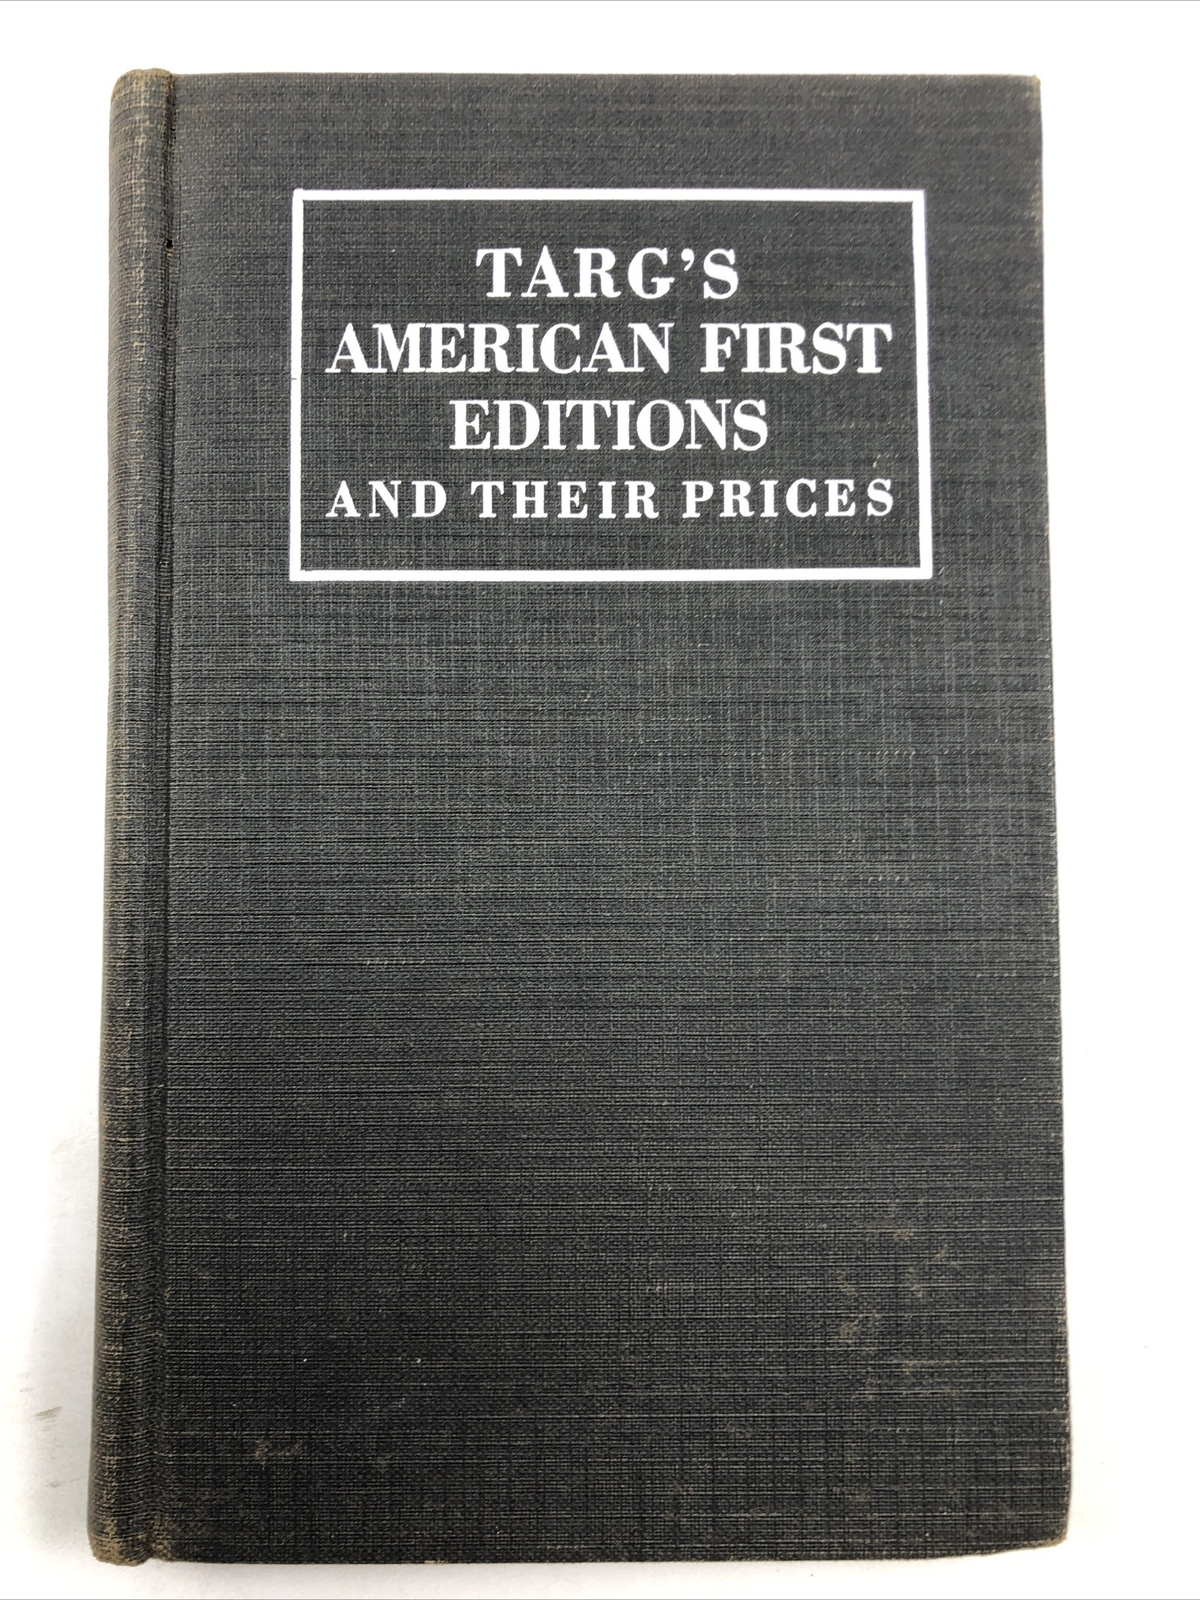 TARG'S
AMERICAN FIRST
EDITIONS
AND THEIR PRICES